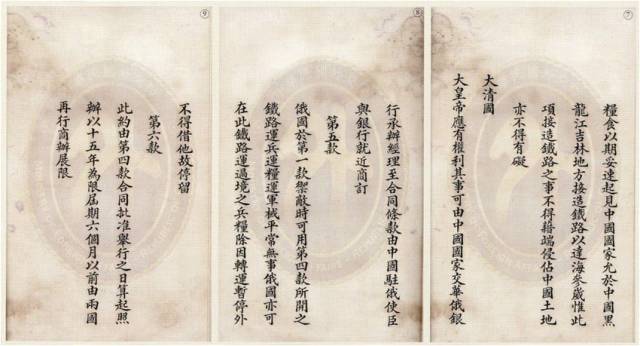 ⑦
糧食以期妥速起見中國國家允於中國黑
龍江吉林地方接造鐵路以達海參崴惟此
項接造鐵路之事不得藉端侵佔中國土地
亦不得有礙
大清國
大皇帝應有權利其事可由中國國家交華俄銀
⑧
行承辦經理至合同條款由中國駐俄使臣
與銀行就近商訂
第五款
俄國於第一款禦敵時可用第四款所開之
鐵路運兵運糧運軍械平常無事俄國亦可
在此鐵路運過境之兵糧除因轉運暫停外
⑨
不得借他故停留
第六款
此約由第四款合同批准舉行之日算起照
辦以十五年為限屆期六個月以前由兩國
再行商辦展限